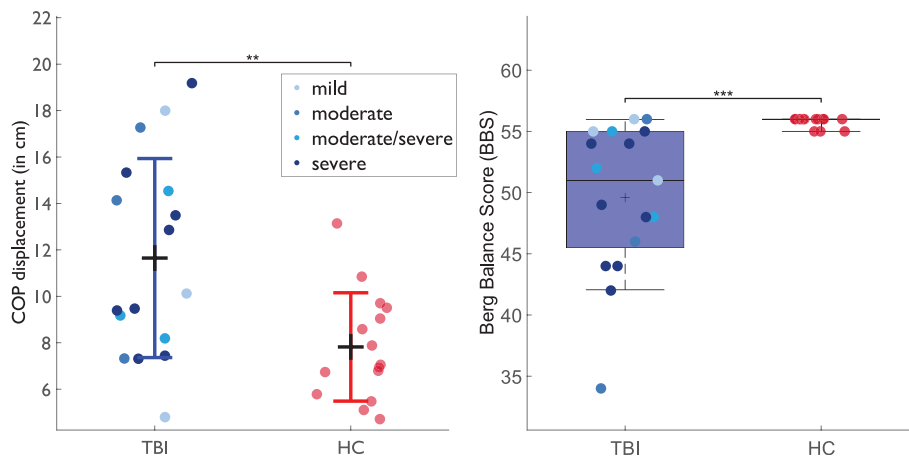 22
20
18
16
14
12
10
8
6
COP displacement (in cm)
**
mild
moderate
moderate/severe
severe
TBI
HC
60
55
50
45
40
35
Berg Balance Score (BBS)
***
TBI
HC